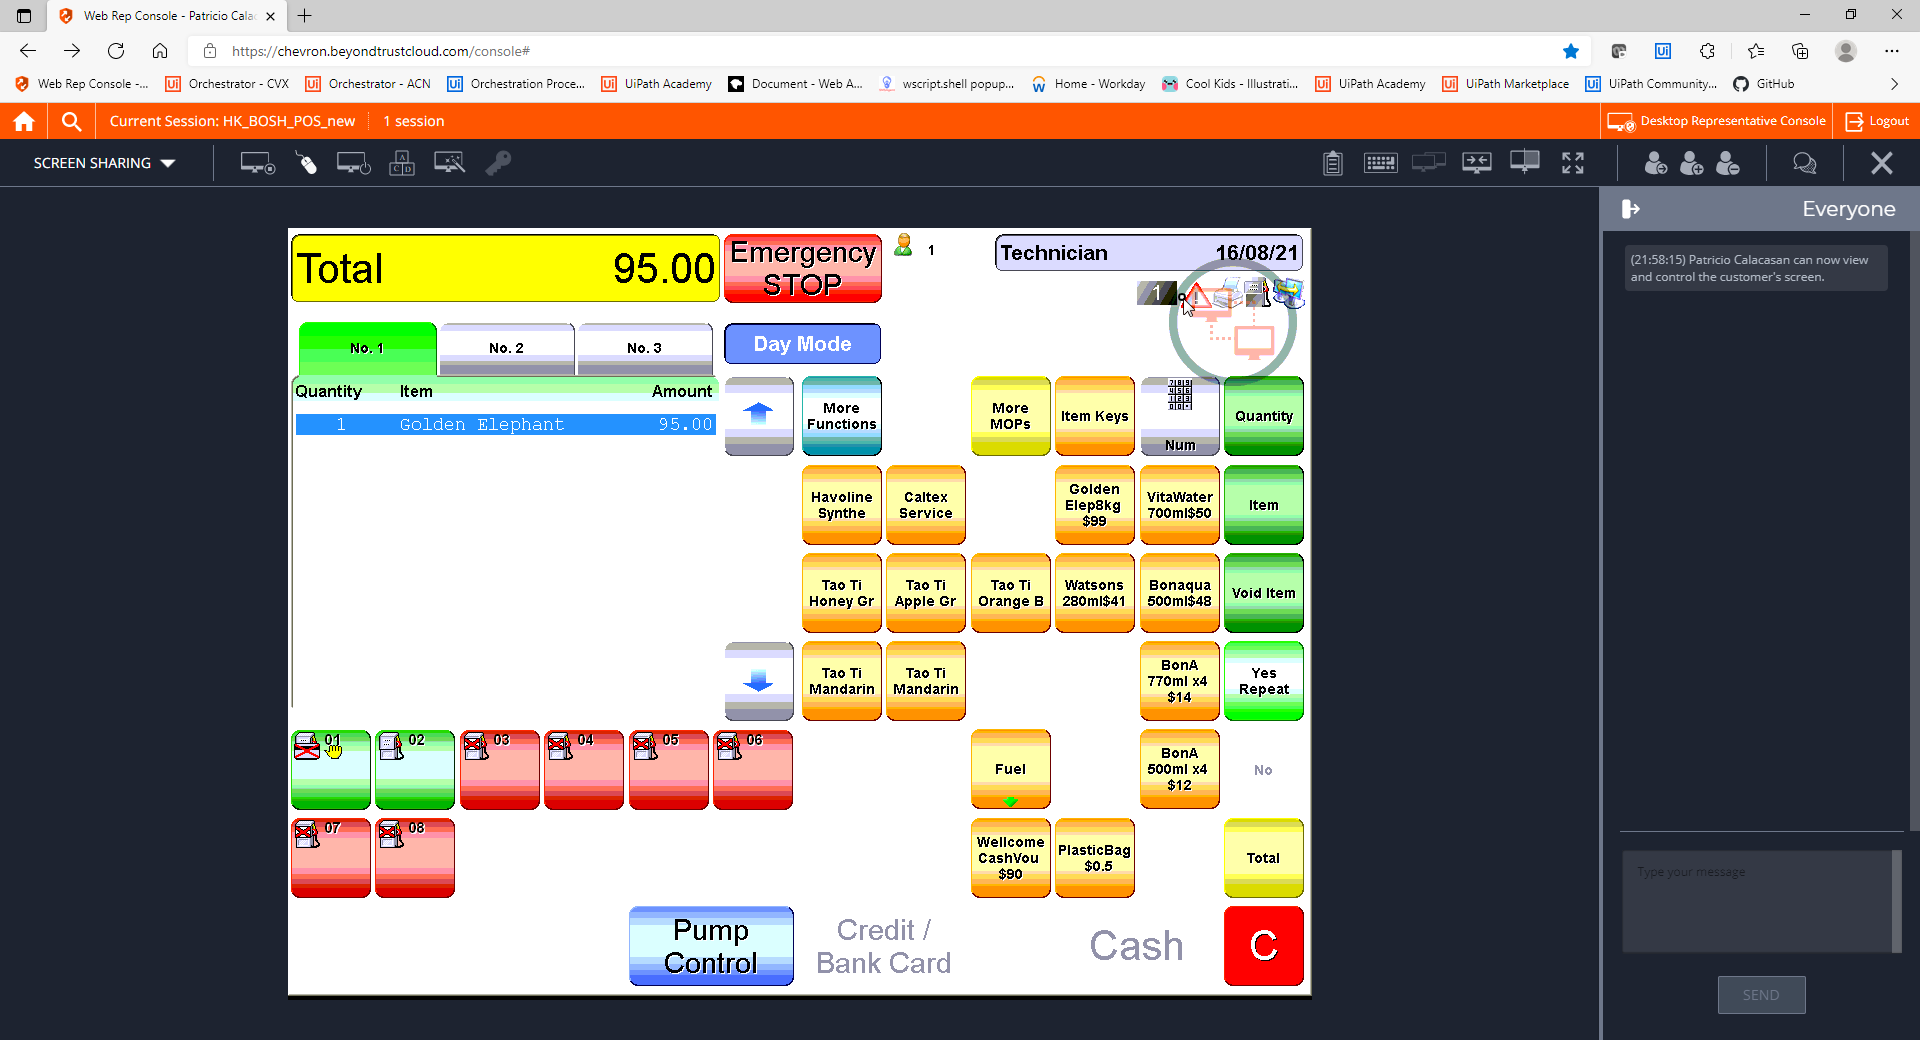 Web Rep Console - Patricio Cala
https://chevron.beyondtrustcloud.com/console#
Web Rep Console -...
Orchestrator - CVX
Orchestrator - ACN
Orchestration Proce...
UiPath Academy
Document - Web A...
wscript.shell popup...
Home - Workday
Cool Kids - Illustrati...
UiPath Academy
UiPath Marketplace
UiPath Community...
GitHub
Current Session: HK_BOSH_POS_new
1 session
Desktop Representative Console
Logout
SCREEN SHARING
Everyone
(21:58:15) Patricio Calacasan can now view
and control the customer's screen.
Total 95.00
Emergency
STOP
1
Technician 16/08/21
1
No. 1
No. 2
No. 3
Day Mode
Quantity Item Amount
1 Golden Elephant 95.00
More
Functions
More
MOPs
Item Keys
Num
Quantity
Havoline
Synthe
Caltex
Service
Golden
Elep8kg
$99
VitaWater
700ml$50
Item
Tao Ti
Honey Gr
Tao Ti
Apple Gr
Tao Ti
Orange B
Watsons
280ml$41
Bonaqua
500ml$48
Void Item
Tao Ti
Mandarin
Tao Ti
Mandarin
BonA
770ml x4
$14
Yes
Repeat
01
02
03
04
05
06
Fuel
BonA
500ml x4
$12
No
07
08
Wellcome
CashVou
$90
PlasticBag
$0.5
Total
Pump
Control
Credit /
Bank Card
Cash
C
Type your message
SEND